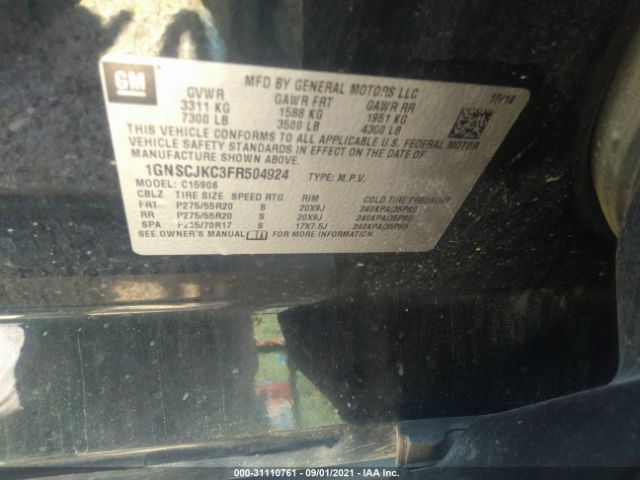 GM
MFD BY GENERAL MOTORS LLC
10/14
GVWR GAWR FRT GAWR RR
3311 KG 1588 KG 1951 KG
7300 LB 3500 LB 4300 LB
THIS VEHICLE CONFORMS TO ALL APPLICABLE U.S. FEDERAL MOTOR
VEHICLE SAFETY STANDARDS IN EFFECT ON THE DATE OF
MANUFACTURE SHOWN ABOVE.
1GNSCJKC3FR504924 TYPE: M.P.V.
MODEL: C15906
CBLZ TIRE SIZE SPEED RTG RIM COLD TIRE PRESSURE
FRT P275/55R20 S 20X9J 240KPA(35PSI)
RR P275/55R20 S 20X9J 240KPA(35PSI)
SPA P265/70R17 S 17X7.5J 240KPA(35PSI)
SEE OWNER'S MANUAL FOR MORE INFORMATION.
000-31110761 - 09/01/2021 - IAA Inc.